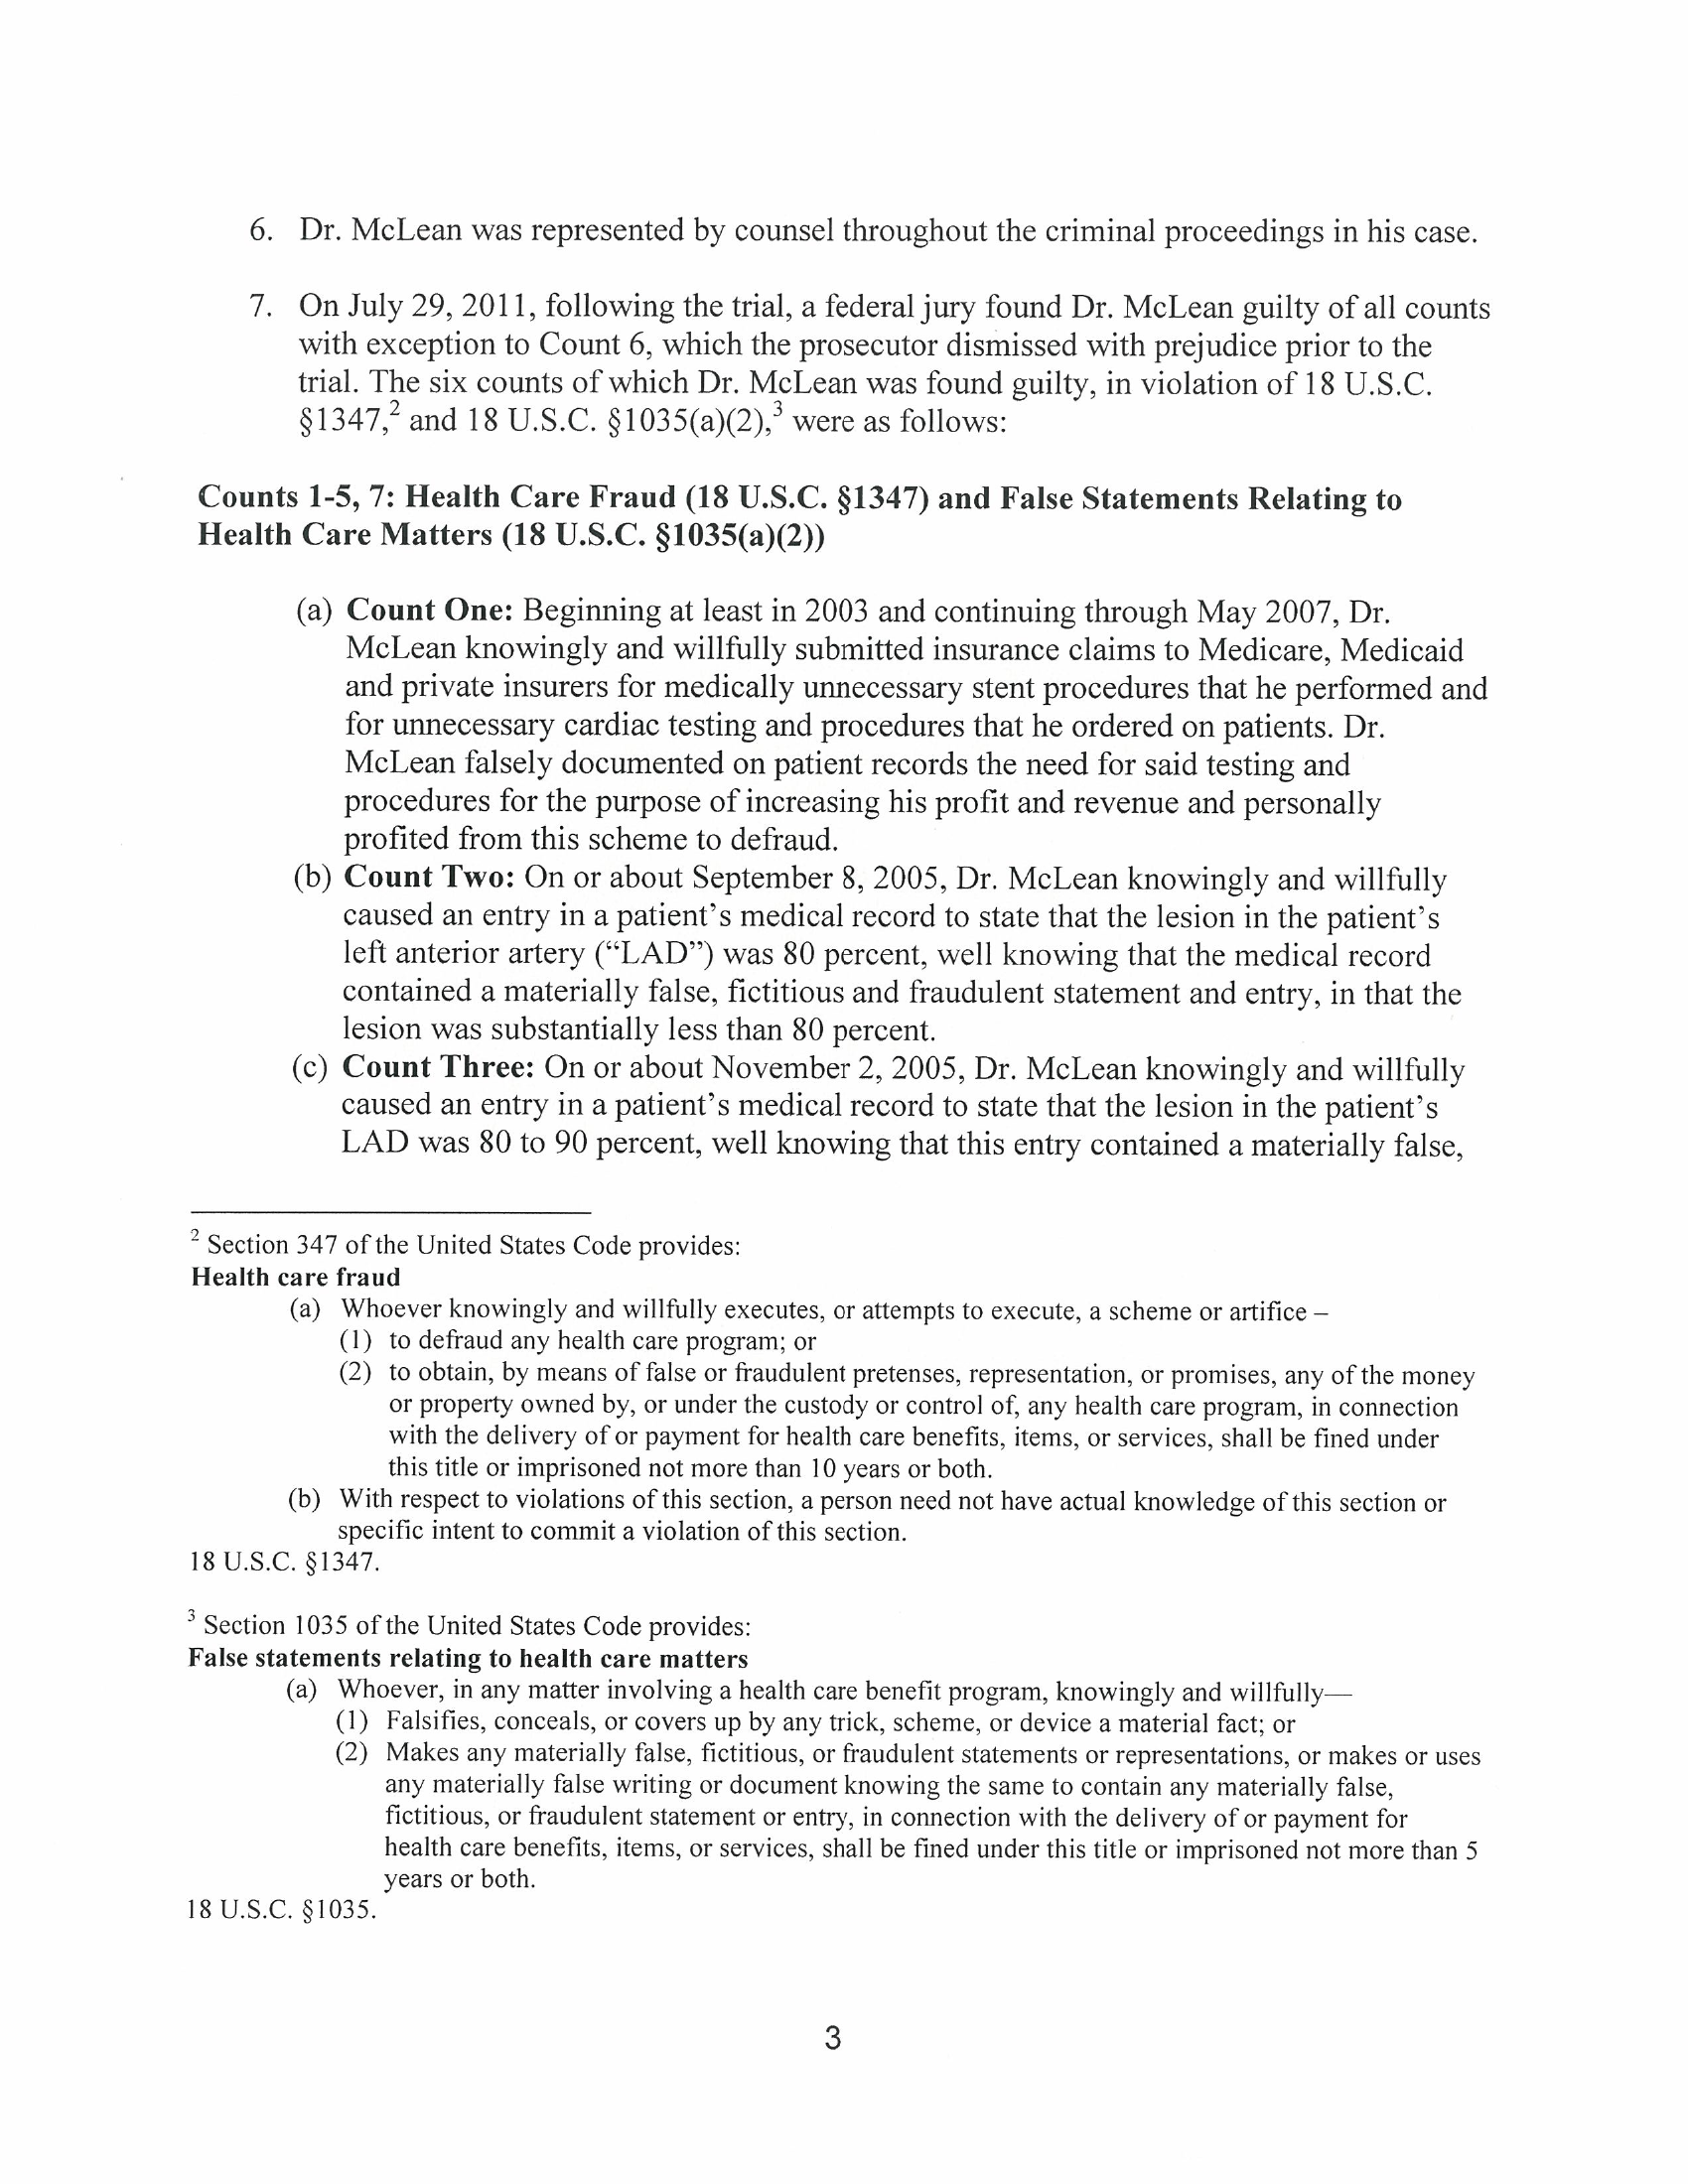 6. Dr. McLean was represented by counsel throughout the criminal proceedings in his case.
7. On July 29, 2011, following the trial, a federal jury found Dr. McLean guilty of all counts
with exception to Count 6, which the prosecutor dismissed with prejudice prior to the
trial. The six counts of which Dr. McLean was found guilty, in violation of 18 U.S.C.
§1347,² and 18 U.S.C. §1035(a)(2),³ were as follows:
Counts 1-5, 7: Health Care Fraud (18 U.S.C. §1347) and False Statements Relating to
Health Care Matters (18 U.S.C. §1035(a)(2))
(a) Count One: Beginning at least in 2003 and continuing through May 2007, Dr.
McLean knowingly and willfully submitted insurance claims to Medicare, Medicaid
and private insurers for medically unnecessary stent procedures that he performed and
for unnecessary cardiac testing and procedures that he ordered on patients. Dr.
McLean falsely documented on patient records the need for said testing and
procedures for the purpose of increasing his profit and revenue and personally
profited from this scheme to defraud.
(b) Count Two: On or about September 8, 2005, Dr. McLean knowingly and willfully
caused an entry in a patient's medical record to state that the lesion in the patient's
left anterior artery ("LAD") was 80 percent, well knowing that the medical record
contained a materially false, fictitious and fraudulent statement and entry, in that the
lesion was substantially less than 80 percent.
(c) Count Three: On or about November 2, 2005, Dr. McLean knowingly and willfully
caused an entry in a patient's medical record to state that the lesion in the patient's
LAD was 80 to 90 percent, well knowing that this entry contained a materially false,
² Section 347 of the United States Code provides:
Health care fraud
(a) Whoever knowingly and willfully executes, or attempts to execute, a scheme or artifice –
(1) to defraud any health care program; or
(2) to obtain, by means of false or fraudulent pretenses, representation, or promises, any of the money
or property owned by, or under the custody or control of, any health care program, in connection
with the delivery of or payment for health care benefits, items, or services, shall be fined under
this title or imprisoned not more than 10 years or both.
(b) With respect to violations of this section, a person need not have actual knowledge of this section or
specific intent to commit a violation of this section.
18 U.S.C. §1347.
³ Section 1035 of the United States Code provides:
False statements relating to health care matters
(a) Whoever, in any matter involving a health care benefit program, knowingly and willfully—
(1) Falsifies, conceals, or covers up by any trick, scheme, or device a material fact; or
(2) Makes any materially false, fictitious, or fraudulent statements or representations, or makes or uses
any materially false writing or document knowing the same to contain any materially false,
fictitious, or fraudulent statement or entry, in connection with the delivery of or payment for
health care benefits, items, or services, shall be fined under this title or imprisoned not more than 5
years or both.
18 U.S.C. §1035.
3